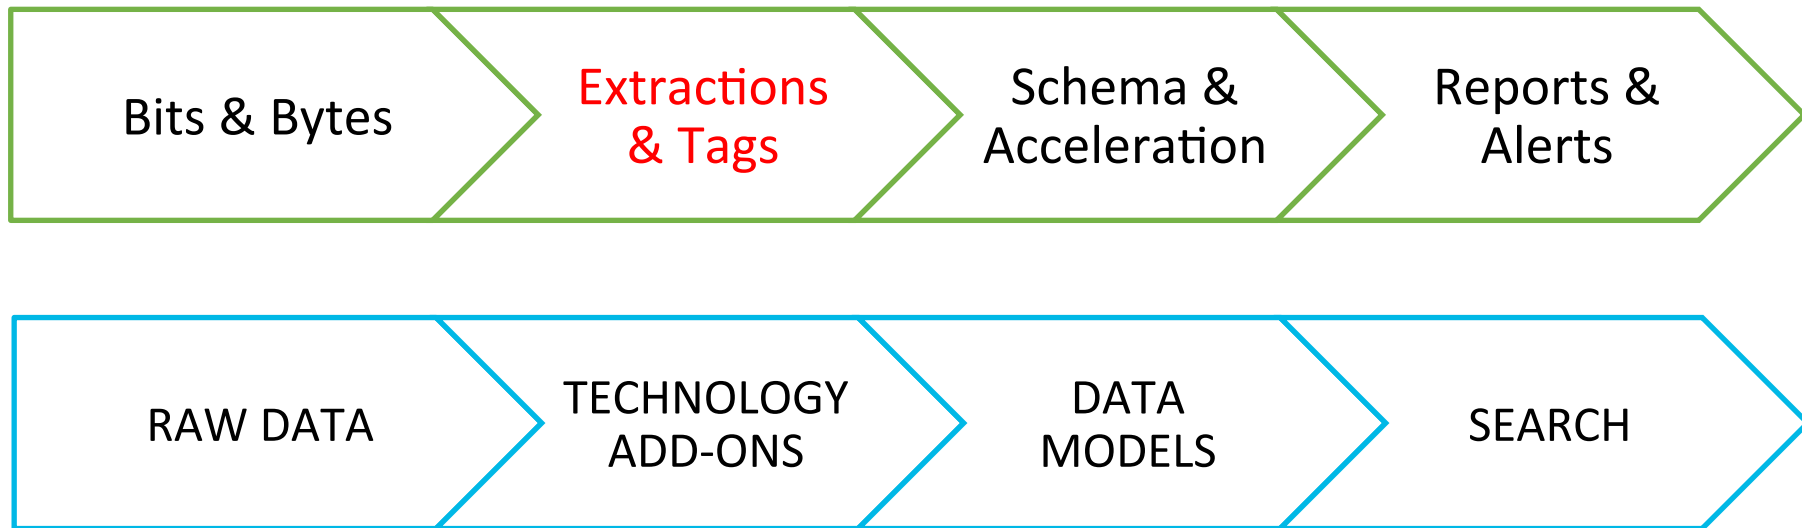 Bits & Bytes
Extractions
& Tags
Schema &
Acceleration
Reports &
Alerts
RAW DATA
TECHNOLOGY
ADD-ONS
DATA
MODELS
SEARCH